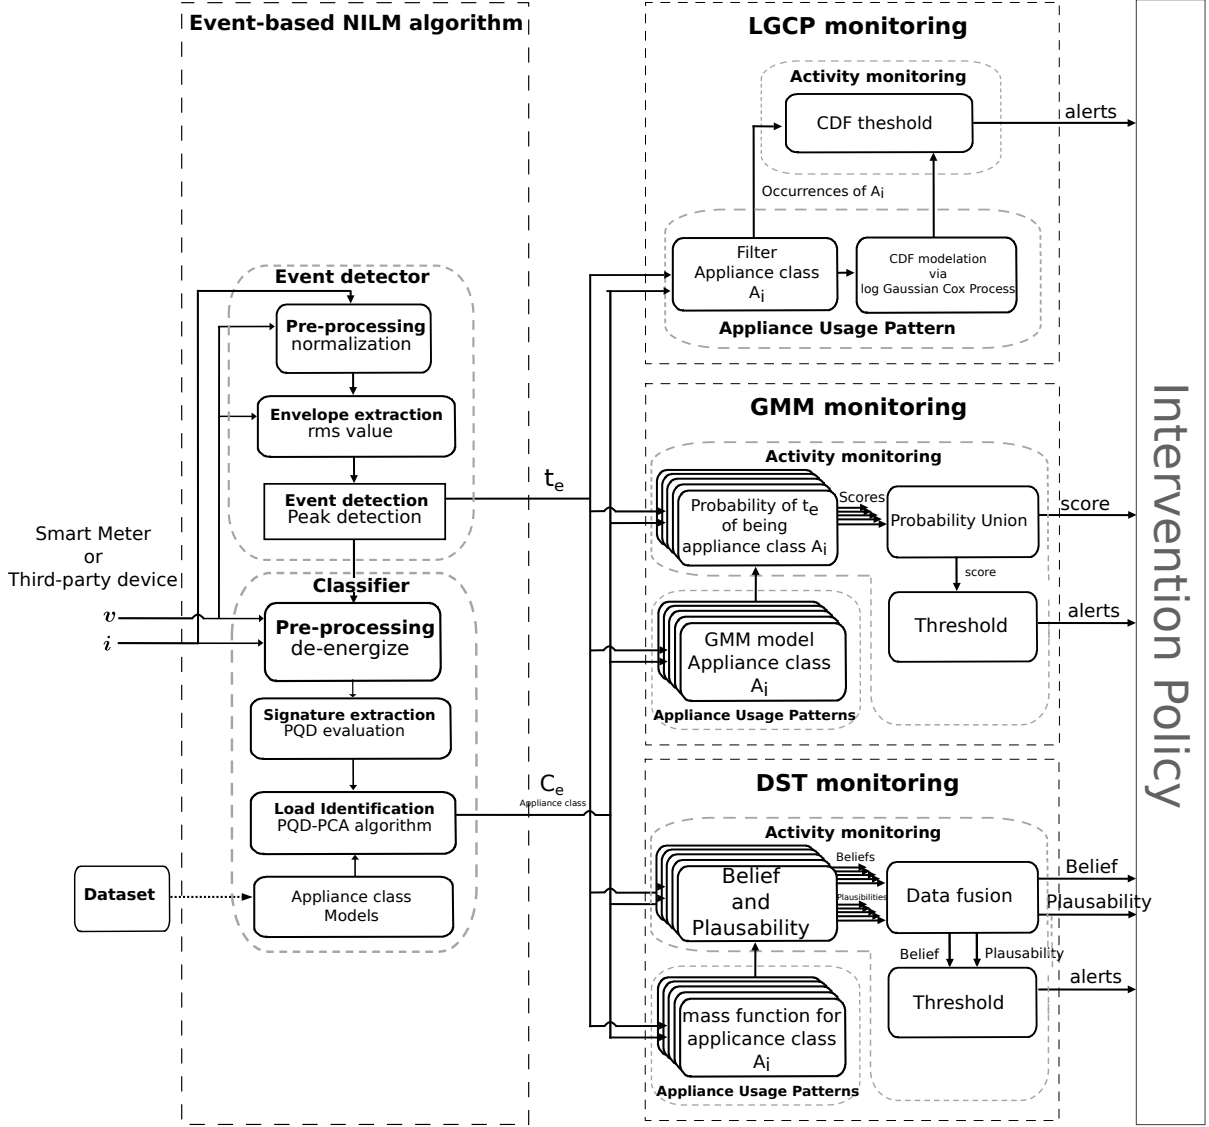 Event-based NILM algorithm
Smart Meter
or
Third-party device
v
i
Event detector
Pre-processing
normalization
Envelope extraction
rms value
Event detection
Peak detection
Classifier
Pre-processing
de-energize
Signature extraction
PQD evaluation
Load Identification
PQD-PCA algorithm
Dataset
Appliance class
Models
te
Ce
Appliance class
LGCP monitoring
Activity monitoring
CDF theshold
alerts
Occurrences of Ai
Filter
Appliance class
Ai
CDF modelation
via
log Gaussian Cox Process
Appliance Usage Pattern
GMM monitoring
Activity monitoring
Probability of te
of being
appliance class Ai
Scores
Probability Union
score
score
Threshold
alerts
GMM model
Appliance class
Ai
Appliance Usage Patterns
DST monitoring
Activity monitoring
Belief
and
Plausability
Beliefs
Plausibilities
Data fusion
Belief
Plausability
Belief
Plausability
Threshold
alerts
mass function for
applicance class
Ai
Appliance Usage Patterns
Intervention Policy